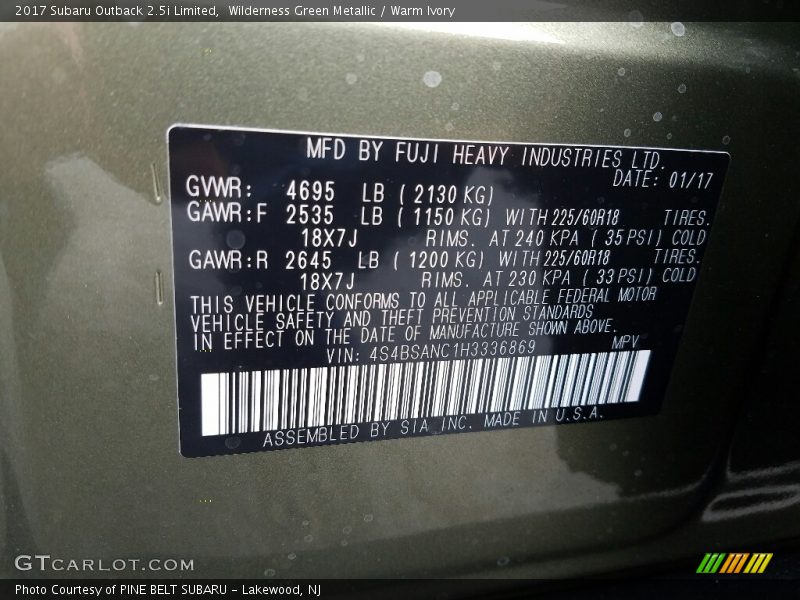 2017 Subaru Outback 2.5i Limited, Wilderness Green Metallic / Warm Ivory
MFD BY FUJI HEAVY INDUSTRIES LTD.
DATE: 01/17
GVWR: 4695 LB ( 2130 KG)
GAWR:F 2535 LB ( 1150 KG) WITH 225/60R18 TIRES.
18X7J RIMS. AT 240 KPA ( 35 PSI) COLD
GAWR:R 2645 LB ( 1200 KG) WITH 225/60R18 TIRES.
18X7J RIMS. AT 230 KPA ( 33 PSI) COLD
THIS VEHICLE CONFORMS TO ALL APPLICABLE FEDERAL MOTOR
VEHICLE SAFETY AND THEFT PREVENTION STANDARDS
IN EFFECT ON THE DATE OF MANUFACTURE SHOWN ABOVE.
VIN: 4S4BSANC1H3336869 MPV
ASSEMBLED BY SIA INC. MADE IN U.S.A.
GTCARLOT.COM
Photo Courtesy of PINE BELT SUBARU - Lakewood, NJ